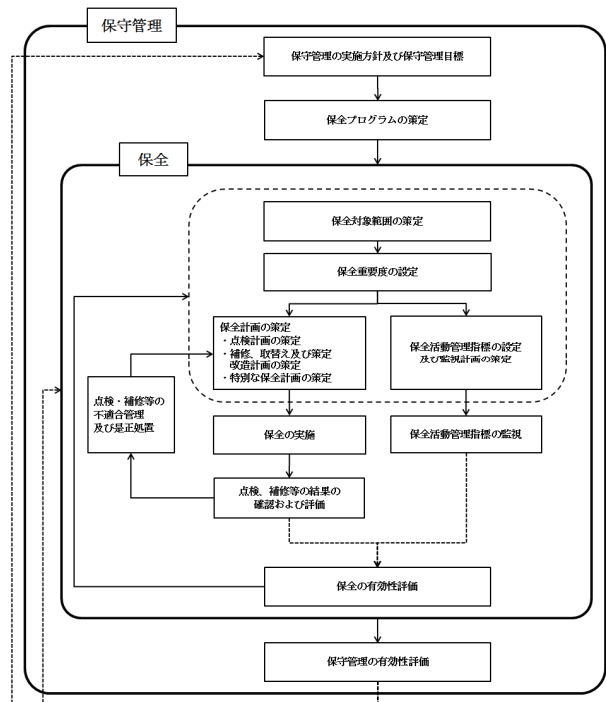 保守管理
保守管理の実施方針及び保守管理目標
保全プログラムの策定
保全
保全対象範囲の策定
保全重要度の設定
保全計画の策定
・点検計画の策定
・補修、取替え及び策定
改造計画の策定
・特別な保全計画の策定
保全活動管理指標の設定
及び監視計画の策定
点検・補修等の
不適合管理
及び是正処置
保全の実施
保全活動管理指標の監視
点検、補修等の結果の
確認および評価
保全の有効性評価
保守管理の有効性評価